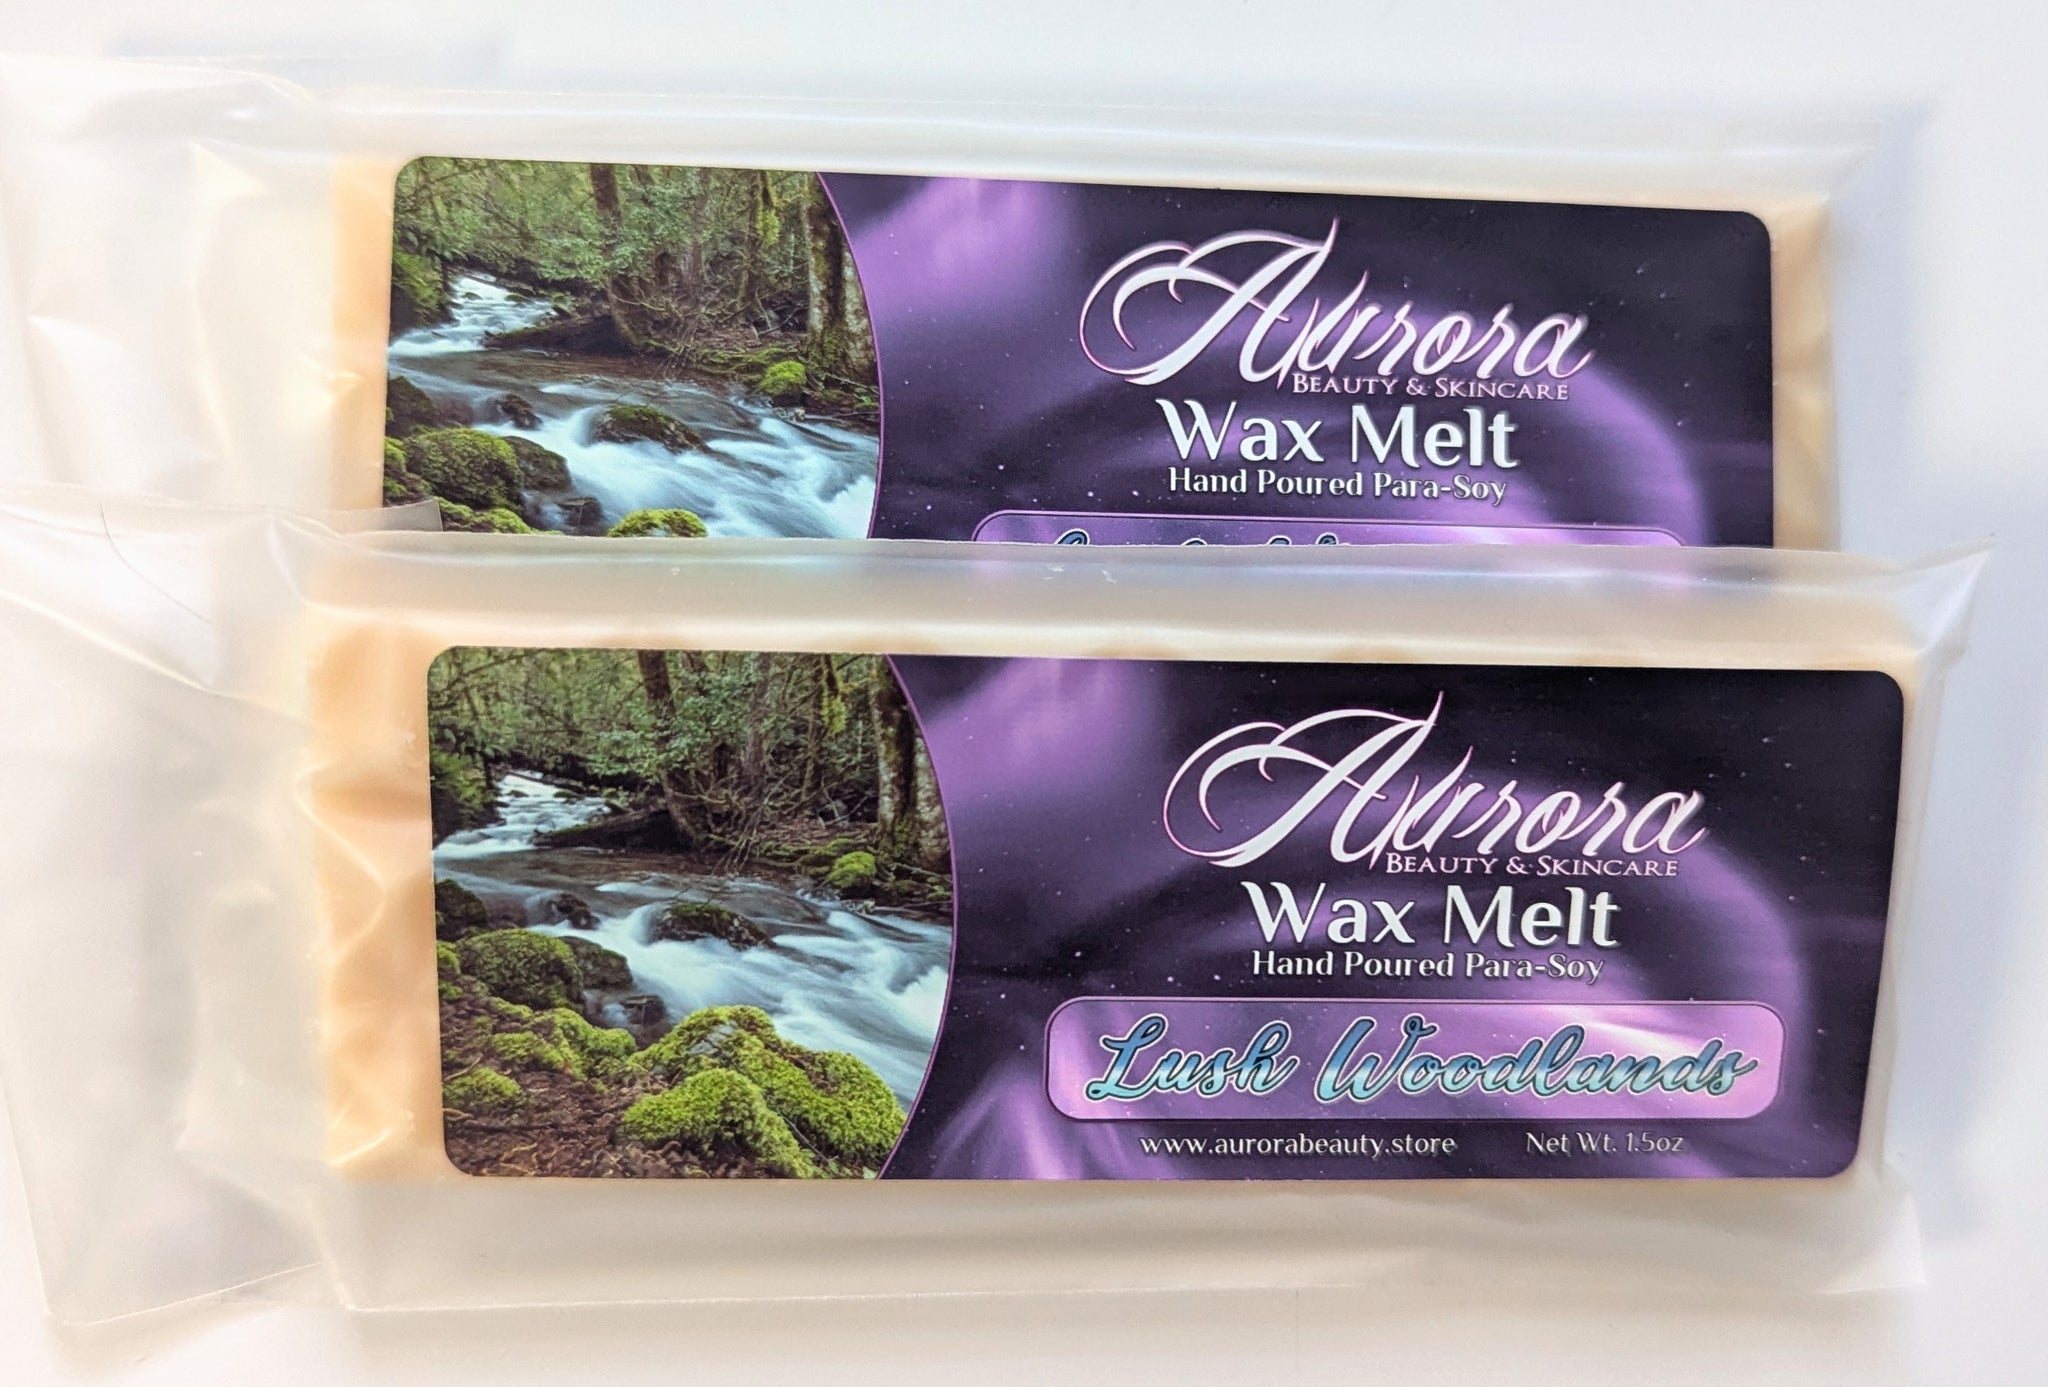 Aurora
BEAUTY & SKINCARE
Wax Melt
Hand Poured Para-Soy
Aurora
BEAUTY & SKINCARE
Wax Melt
Hand Poured Para-Soy
Lush Woodlands
www.aurorabeauty.store Net Wt. 1.5oz